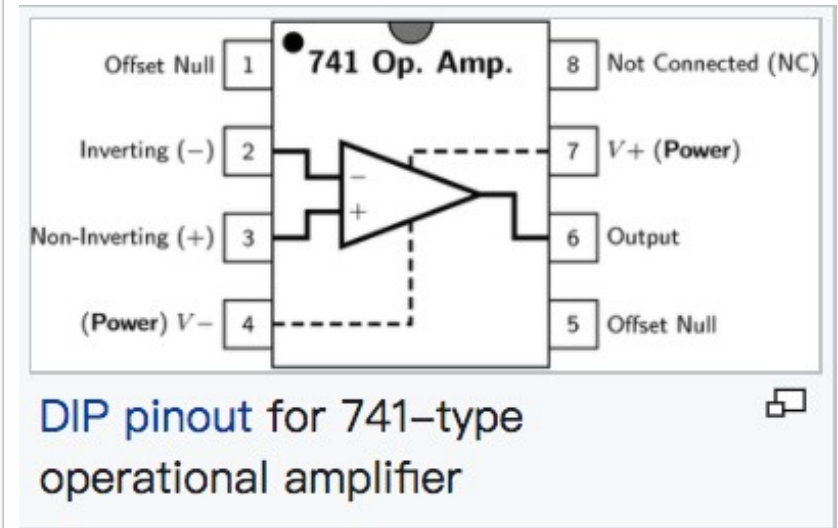 741 Op. Amp.
Offset Null 1
8 Not Connected (NC)
Inverting (−) 2
−
7 V+ (Power)
Non-Inverting (+) 3
+
6 Output
(Power) V− 4
5 Offset Null
DIP pinout for 741–type
operational amplifier